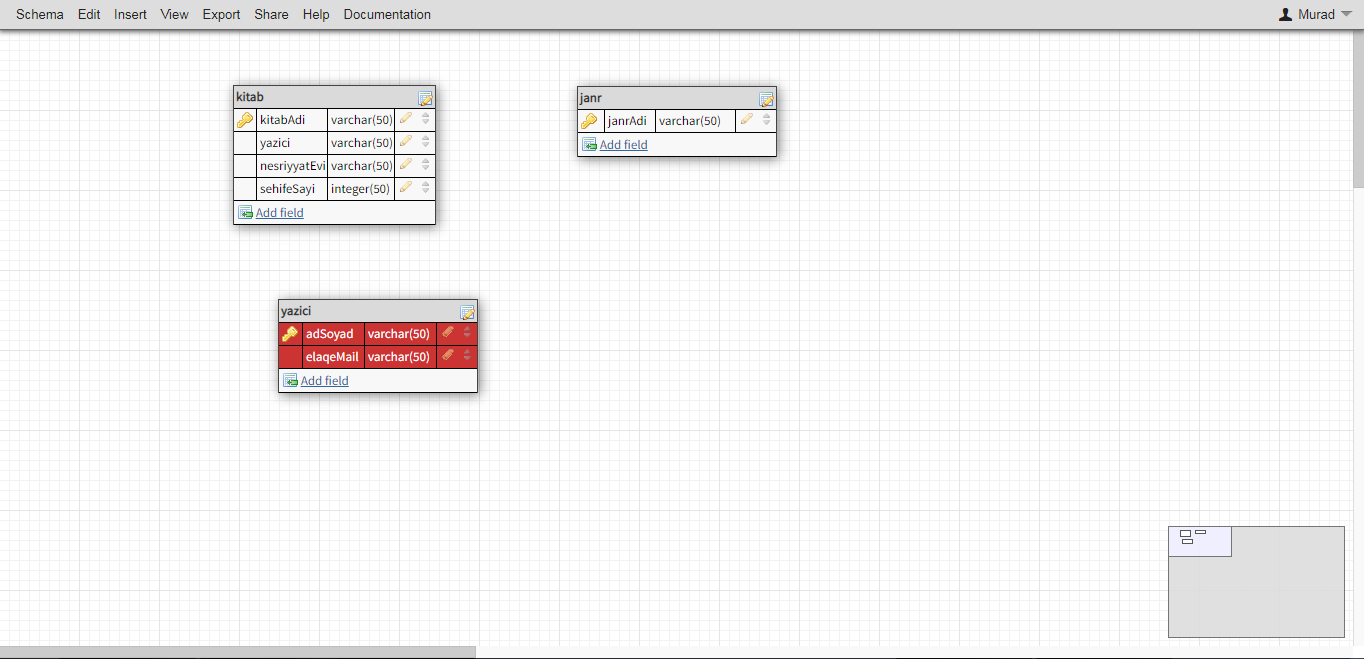 Schema Edit Insert View Export Share Help Documentation Murad
kitab
kitabAdi varchar(50)
yazici varchar(50)
nesriyyatEvi varchar(50)
sehifeSayi integer(50)
Add field
janr
janrAdi varchar(50)
Add field
yazici
adSoyad varchar(50)
elaqeMail varchar(50)
Add field